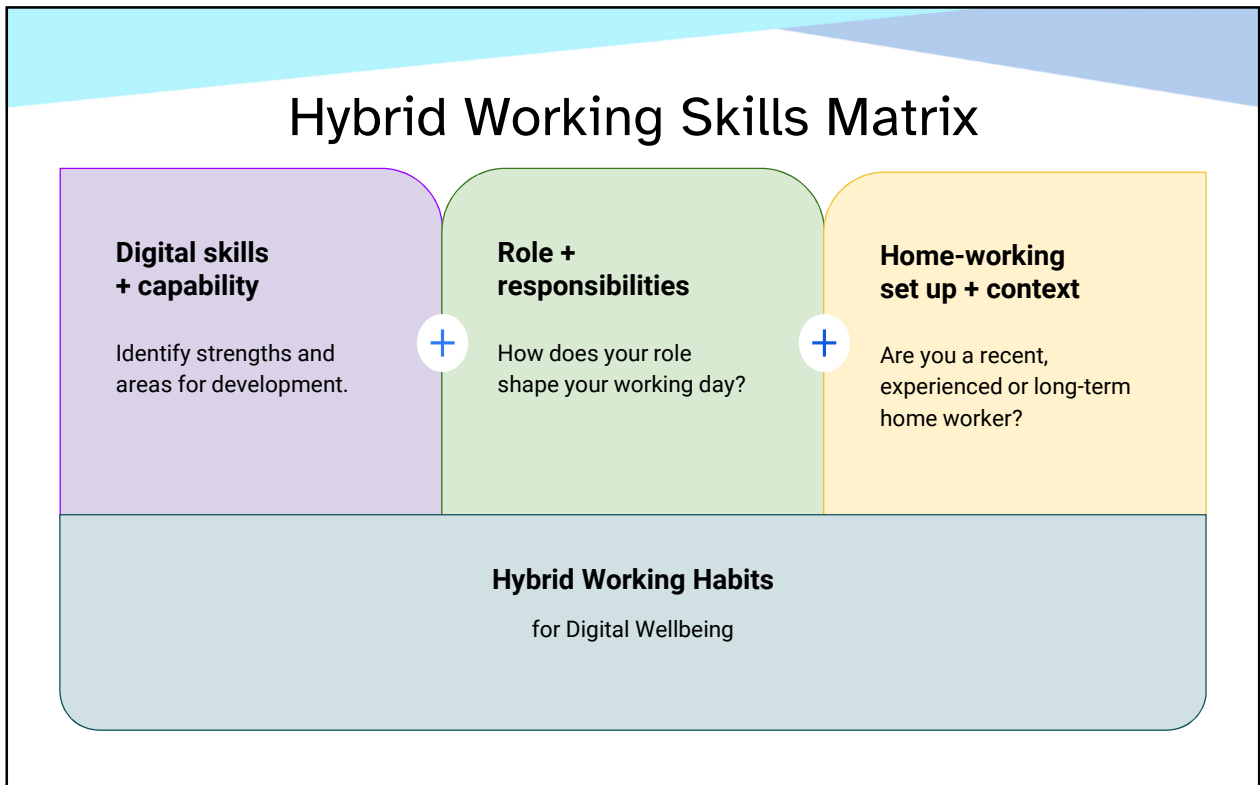 Hybrid Working Skills Matrix
Digital skills
+ capability
Identify strengths and
areas for development.
+
Role +
responsibilities
How does your role
shape your working day?
+
Home-working
set up + context
Are you a recent,
experienced or long-term
home worker?
Hybrid Working Habits
for Digital Wellbeing